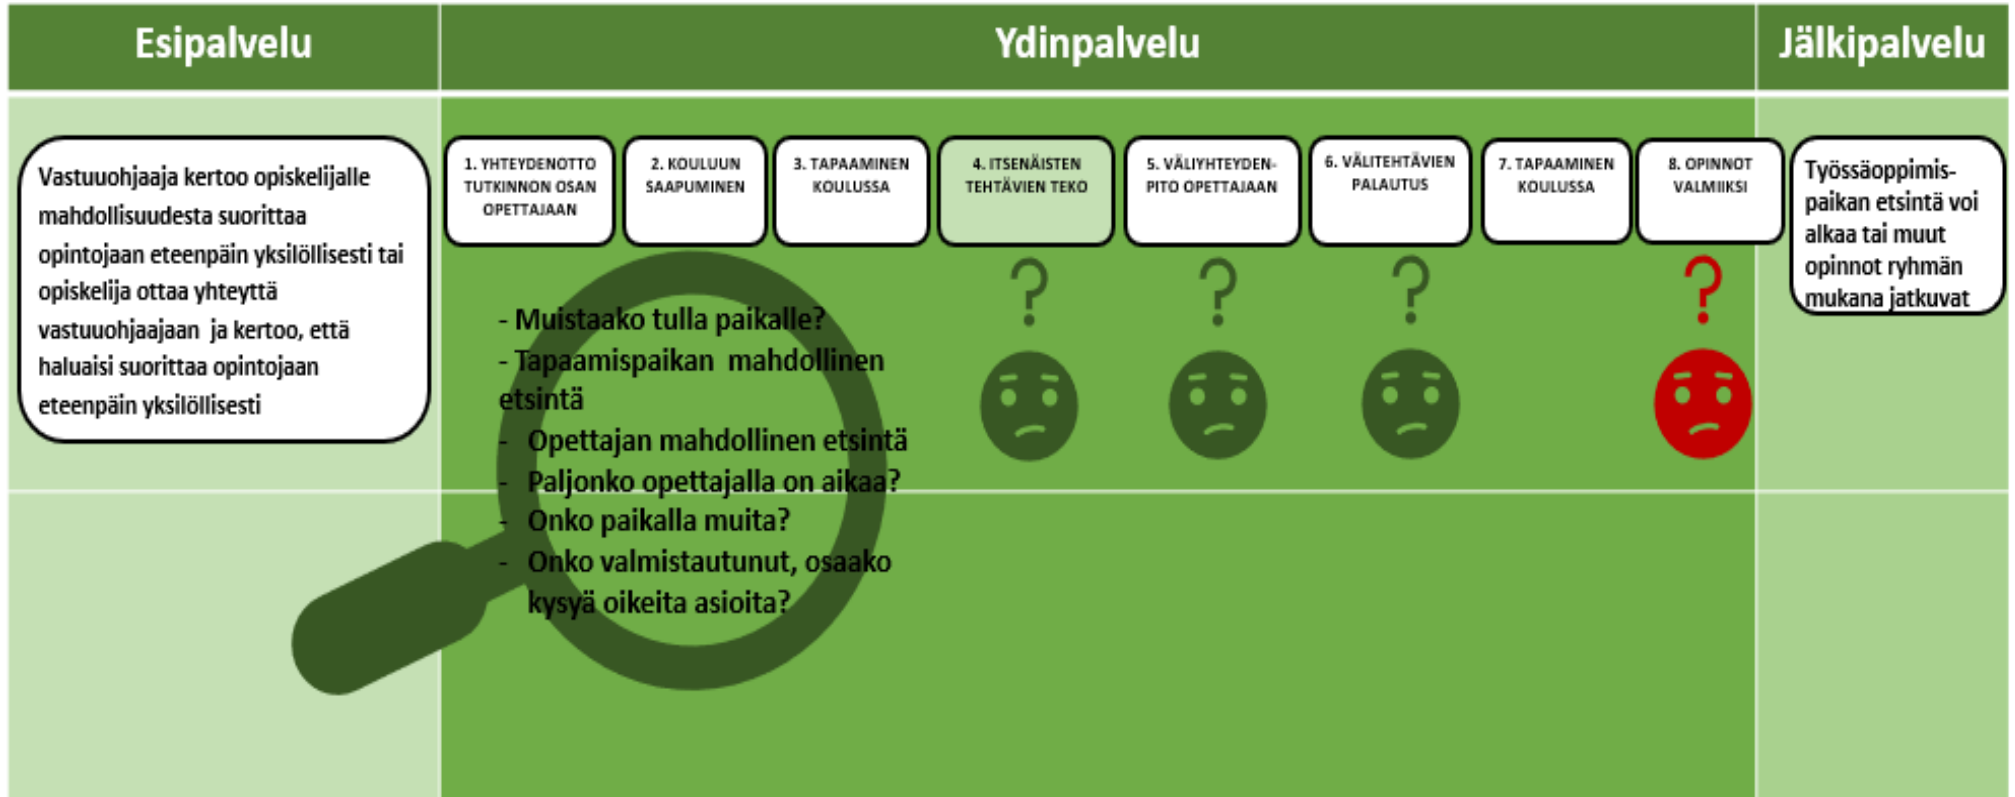 Esipalvelu
Ydinpalvelu
Jälkipalvelu
Vastuuohjaaja kertoo opiskelijalle
mahdollisuudesta suorittaa
opintojaan eteenpäin yksilöllisesti tai
opiskelija ottaa yhteyttä
vastuuohjaajaan ja kertoo, että
haluaisi suorittaa opintojaan
eteenpäin yksilöllisesti
1. YHTEYDENOTTO
TUTKINNON OSAN
OPETTAJAAN
2. KOULUUN
SAAPUMINEN
3. TAPAAMINEN
KOULUSSA
4. ITSENÄISTEN
TEHTÄVIEN TEKO
5. VÄLIYHTEYDEN-
PITO OPETTAJAAN
6. VÄLITEHTÄVIEN
PALAUTUS
7. TAPAAMINEN
KOULUSSA
8. OPINNOT
VALMIIKSI
Työssäoppimis-
paikan etsintä voi
alkaa tai muut
opinnot ryhmän
mukana jatkuvat
? ? ? ?
- Muistaako tulla paikalle?
- Tapaamispaikan mahdollinen
etsintä
- Opettajan mahdollinen etsintä
- Paljonko opettajalla on aikaa?
- Onko paikalla muita?
- Onko valmistautunut, osaako
kysyä oikeita asioita?